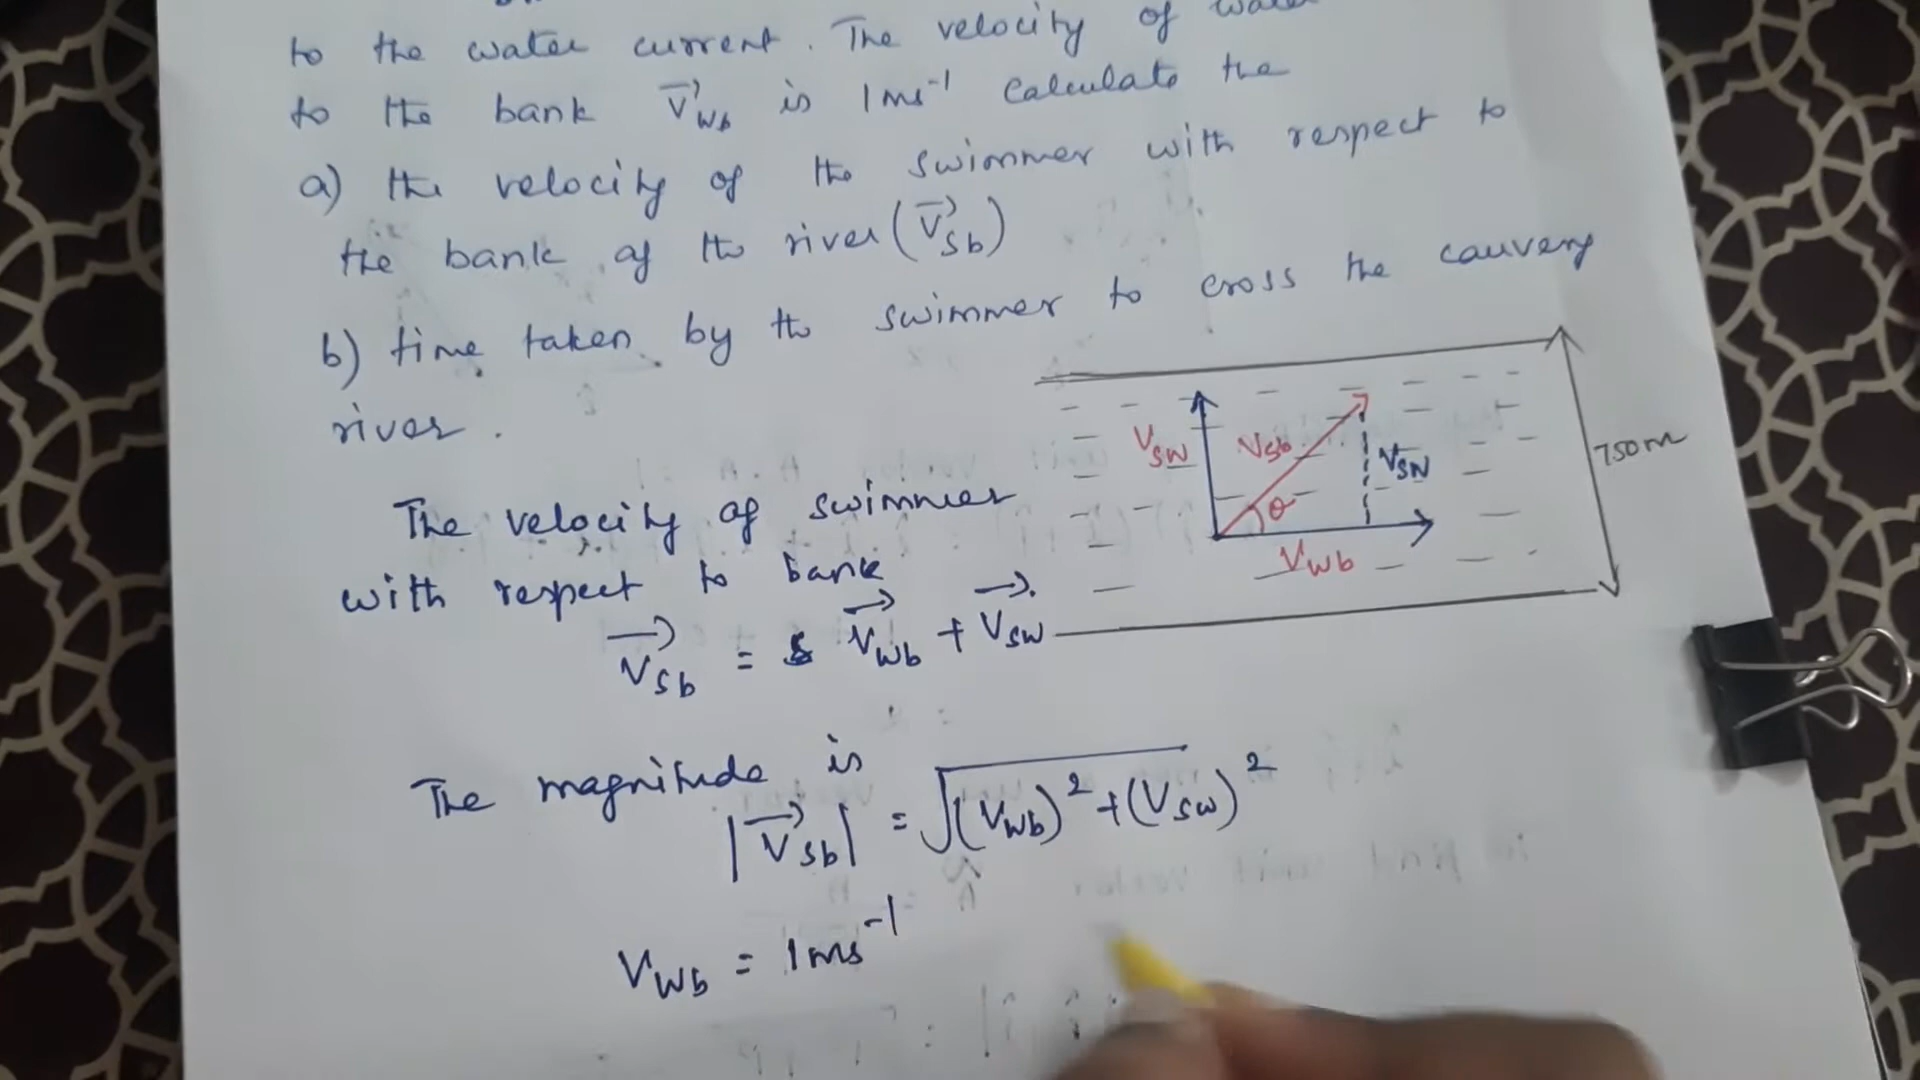 to the water current. The velocity of water
to the bank V⃗wb is 1ms⁻¹ Calculate the
a) the velocity of the swimmer with respect to
the bank of the river (V⃗sb)
b) time taken by the swimmer to cross the cauvery
river.
Vsw
Vsb
VSN
θ
Vwb
750m
The velocity of swimmer
with respect to bank
V⃗sb = V⃗wb + V⃗sw
The magnitude is
|V⃗sb| = √(Vwb)² + (Vsw)²
Vwb = 1ms⁻¹